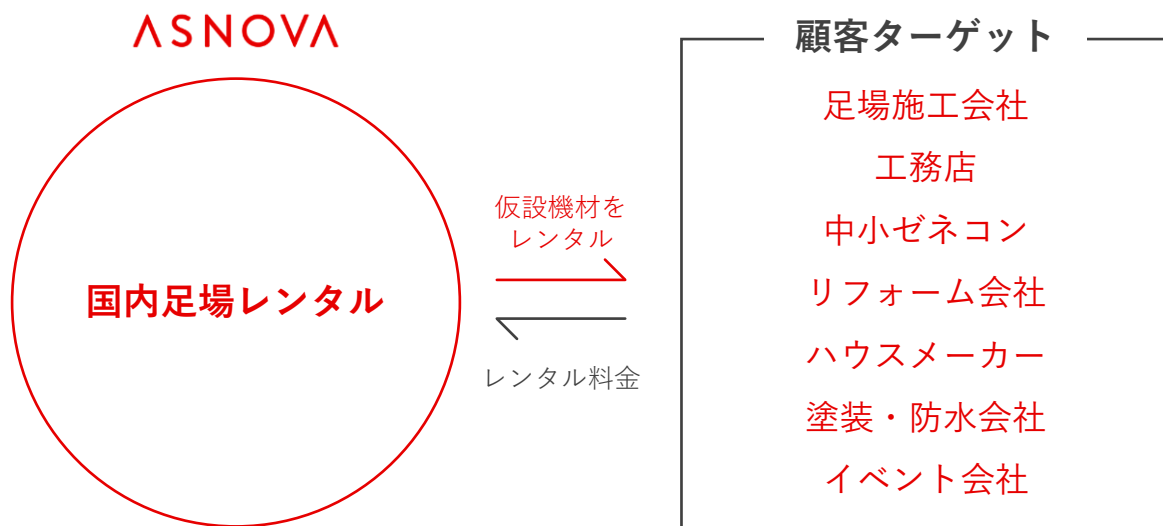 ASNOVA
国内足場レンタル
仮設機材を
レンタル
レンタル料金
顧客ターゲット
足場施工会社
工務店
中小ゼネコン
リフォーム会社
ハウスメーカー
塗装・防水会社
イベント会社